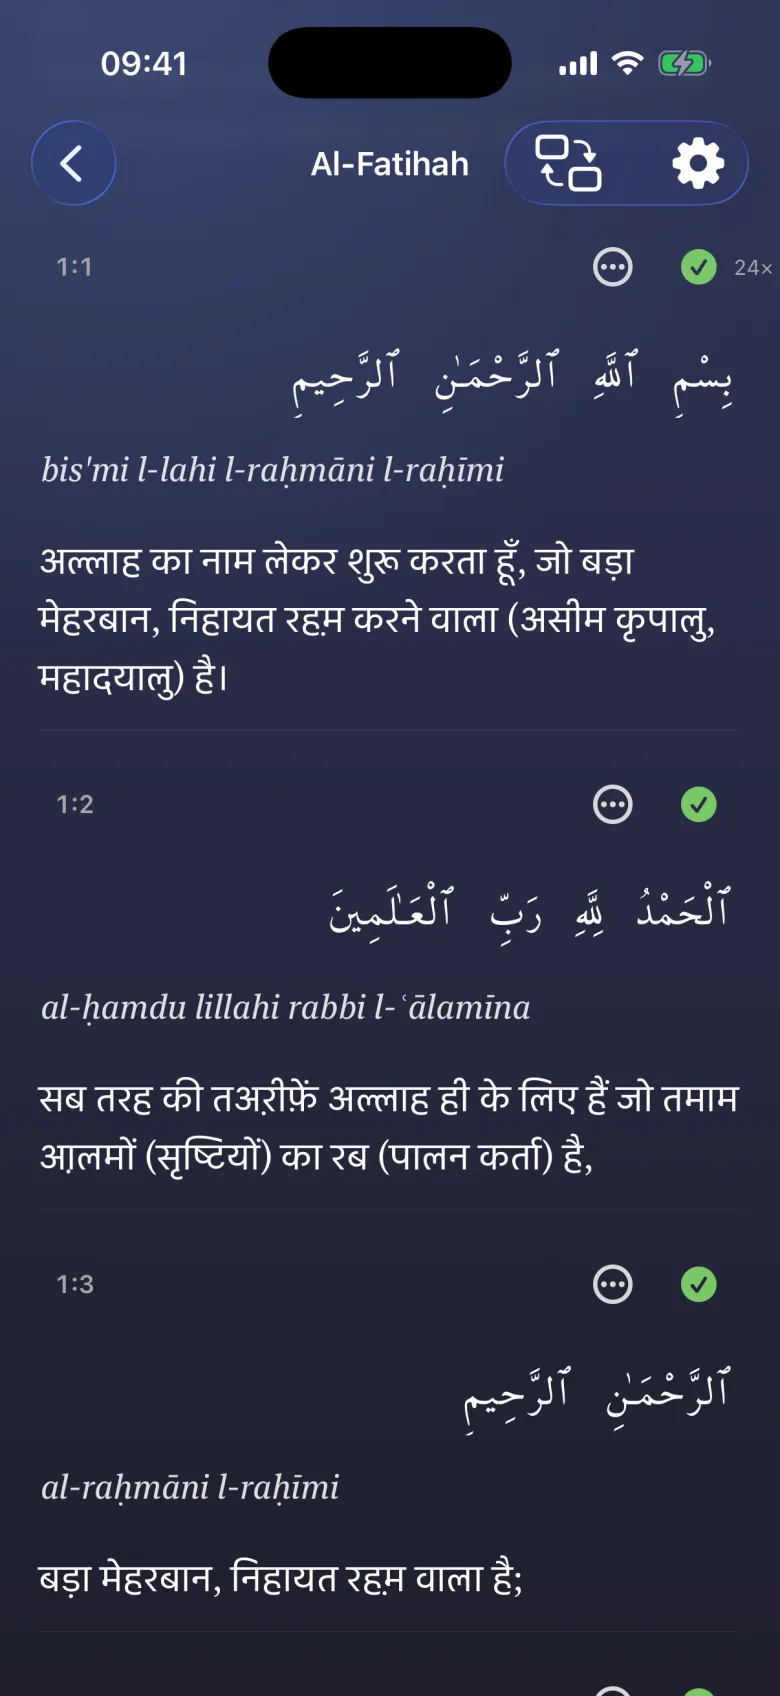 09:41
Al-Fatihah
1:1
24×
بِسْمِ ٱللَّهِ ٱلرَّحْمَـٰنِ ٱلرَّحِيمِ
bis'mi l-lahi l-raḥmāni l-raḥīmi
अल्लाह का नाम लेकर शुरू करता हूँ, जो बड़ा
मेहरबान, निहायत रह़म करने वाला (असीम कृपालु,
महादयालु) है।
1:2
ٱلْحَمْدُ لِلَّهِ رَبِّ ٱلْعَـٰلَمِينَ
al-ḥamdu lillahi rabbi l-ʿālamīna
सब तरह की तअऱीफ़ें अल्लाह ही के लिए हैं जो तमाम
आ़लमों (सृष्टियों) का रब (पालन कर्ता) है,
1:3
ٱلرَّحْمَـٰنِ ٱلرَّحِيمِ
al-raḥmāni l-raḥīmi
बड़ा मेहरबान, निहायत रह़म वाला है;